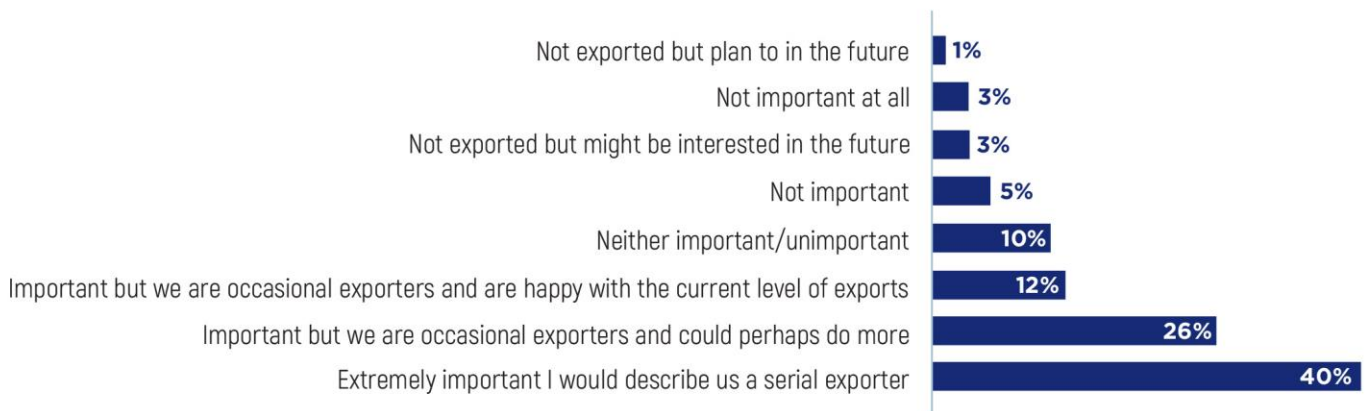 Not exported but plan to in the future 1%
Not important at all 3%
Not exported but might be interested in the future 3%
Not important 5%
Neither important/unimportant 10%
Important but we are occasional exporters and are happy with the current level of exports 12%
Important but we are occasional exporters and could perhaps do more 26%
Extremely important I would describe us a serial exporter 40%